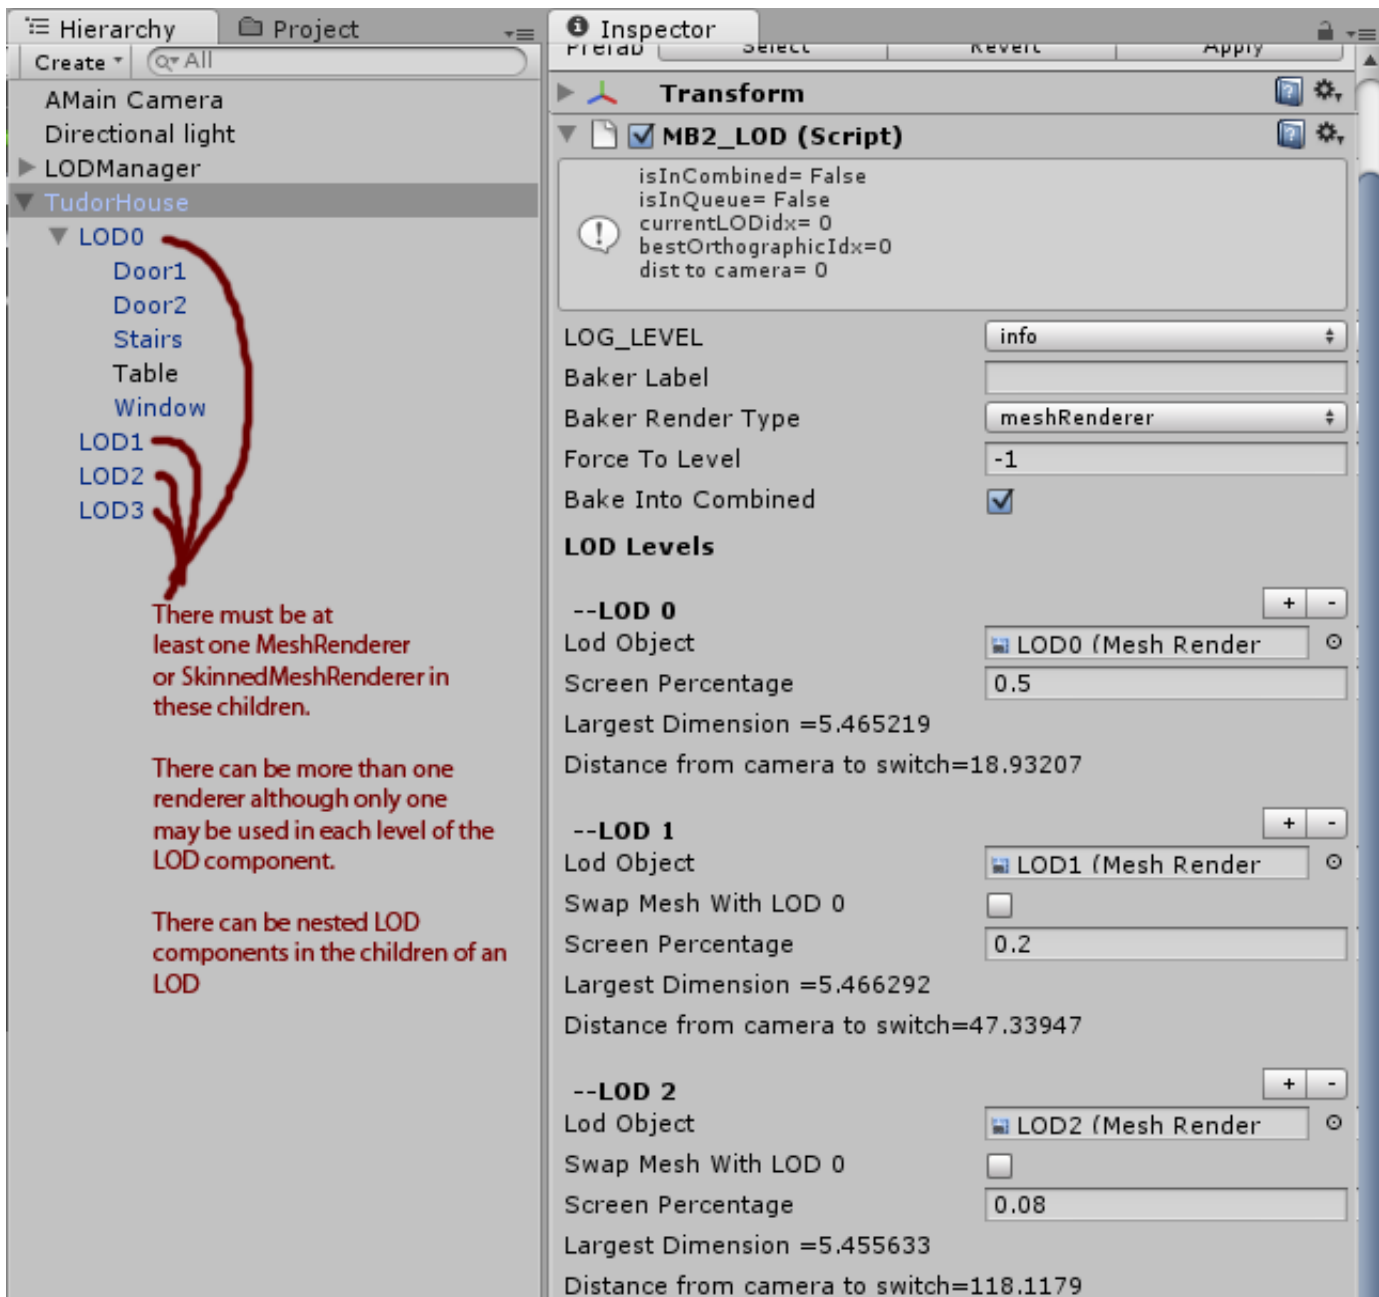 Hierarchy
Project
Create
All
AMain Camera
Directional light
LODManager
TudorHouse
LOD0
Door1
Door2
Stairs
Table
Window
LOD1
LOD2
LOD3
There must be at
least one MeshRenderer
or SkinnedMeshRenderer in
these children.
There can be more than one
renderer although only one
may be used in each level of the
LOD component.
There can be nested LOD
components in the children of an
LOD
Inspector
Prefab Select Revert Apply
Transform
MB2_LOD (Script)
isInCombined= False
isInQueue= False
currentLODidx= 0
bestOrthographicIdx=0
dist to camera= 0
LOG_LEVEL info
Baker Label
Baker Render Type meshRenderer
Force To Level -1
Bake Into Combined
LOD Levels
--LOD 0 + -
Lod Object LOD0 (Mesh Render
Screen Percentage 0.5
Largest Dimension =5.465219
Distance from camera to switch=18.93207
--LOD 1 + -
Lod Object LOD1 (Mesh Render
Swap Mesh With LOD 0
Screen Percentage 0.2
Largest Dimension =5.466292
Distance from camera to switch=47.33947
--LOD 2 + -
Lod Object LOD2 (Mesh Render
Swap Mesh With LOD 0
Screen Percentage 0.08
Largest Dimension =5.455633
Distance from camera to switch=118.1179